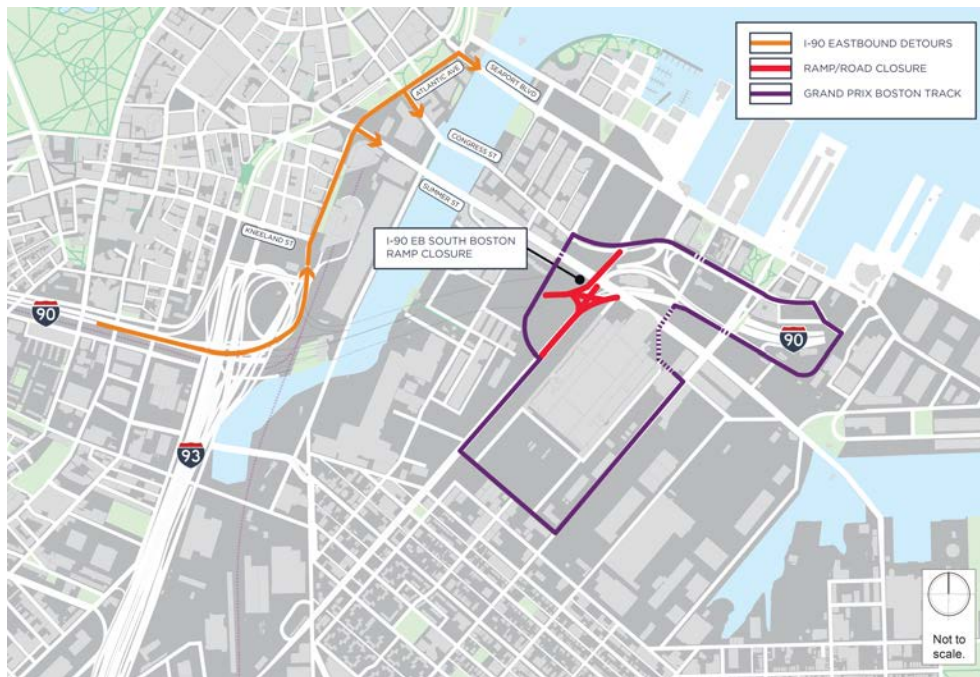 I-90 EASTBOUND DETOURS
RAMP/ROAD CLOSURE
GRAND PRIX BOSTON TRACK
ATLANTIC AVE
SEAPORT BLVD
CONGRESS ST
SUMMER ST
KNEELAND ST
I-90 EB SOUTH BOSTON
RAMP CLOSURE
90
90
93
Not to
scale.